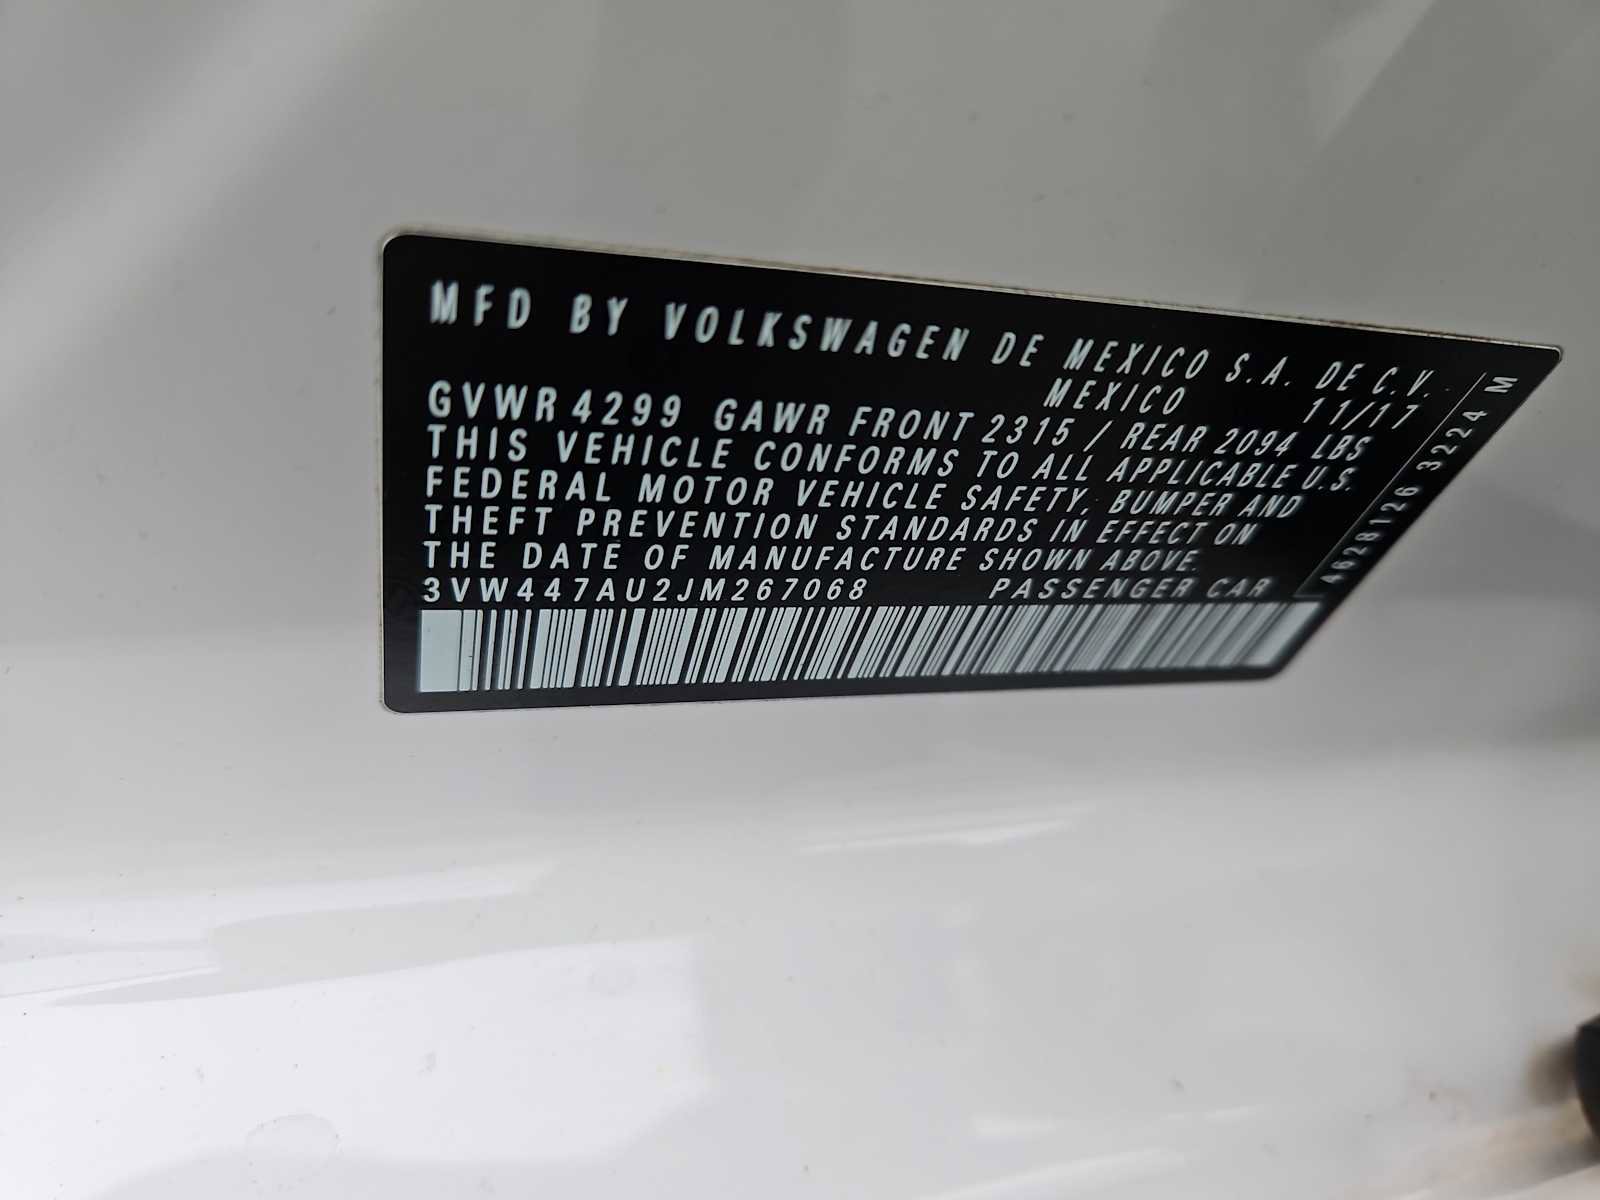 MFD BY VOLKSWAGEN DE MEXICO S.A. DE C.V.
MEXICO 11/17
GVWR 4299 GAWR FRONT 2315 / REAR 2094 LBS
THIS VEHICLE CONFORMS TO ALL APPLICABLE U.S.
FEDERAL MOTOR VEHICLE SAFETY, BUMPER AND
THEFT PREVENTION STANDARDS IN EFFECT ON
THE DATE OF MANUFACTURE SHOWN ABOVE.
3VW447AU2JM267068 PASSENGER CAR
4628126 3224 M